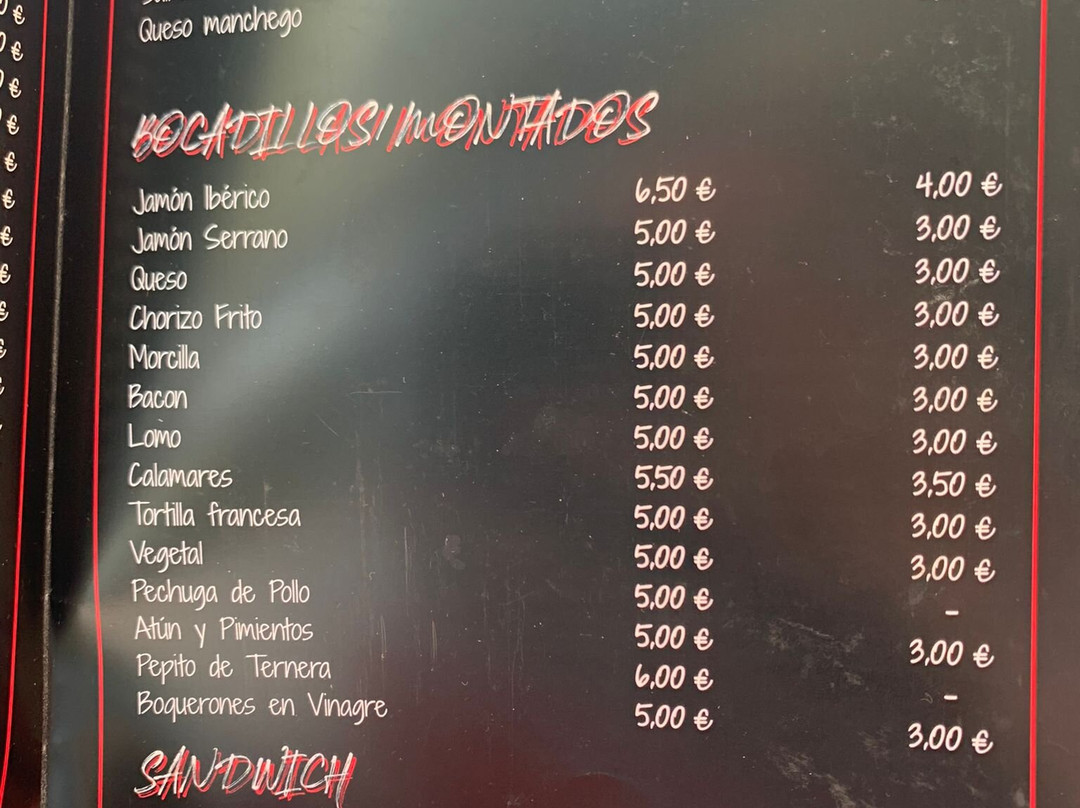 Queso manchego
BOCADILLOS/MONTADOS
Jamón Ibérico 6,50 € 4,00 €
Jamón Serrano 5,00 € 3,00 €
Queso 5,00 € 3,00 €
Chorizo Frito 5,00 € 3,00 €
Morcilla 5,00 € 3,00 €
Bacon 5,00 € 3,00 €
Lomo 5,00 € 3,00 €
Calamares 5,50 € 3,50 €
Tortilla francesa 5,00 € 3,00 €
Vegetal 5,00 € 3,00 €
Pechuga de Pollo 5,00 € -
Atún y Pimientos 5,00 € 3,00 €
Pepito de Ternera 6,00 € -
Boquerones en Vinagre 5,00 € 3,00 €
SANDWICH